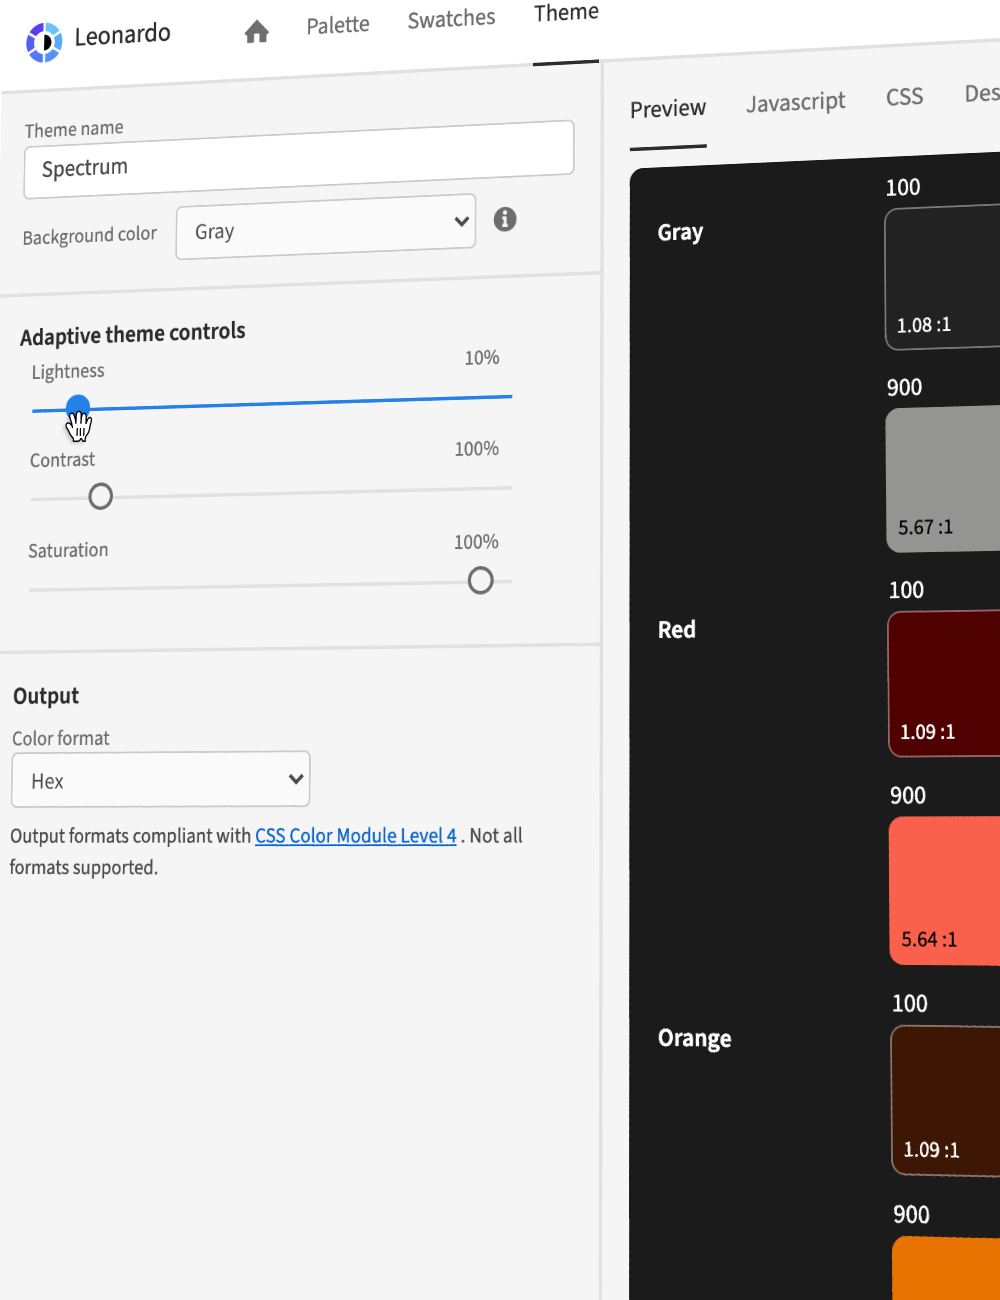 Leonardo
Palette
Swatches
Theme
Theme name
Spectrum
Background color
Gray
Adaptive theme controls
Lightness
10%
Contrast
100%
Saturation
100%
Output
Color format
Hex
Output formats compliant with CSS Color Module Level 4 . Not all
formats supported.
Preview
Javascript
CSS
Des
Gray
100
1.08 :1
900
5.67 :1
Red
100
1.09 :1
900
5.64 :1
Orange
100
1.09 :1
900